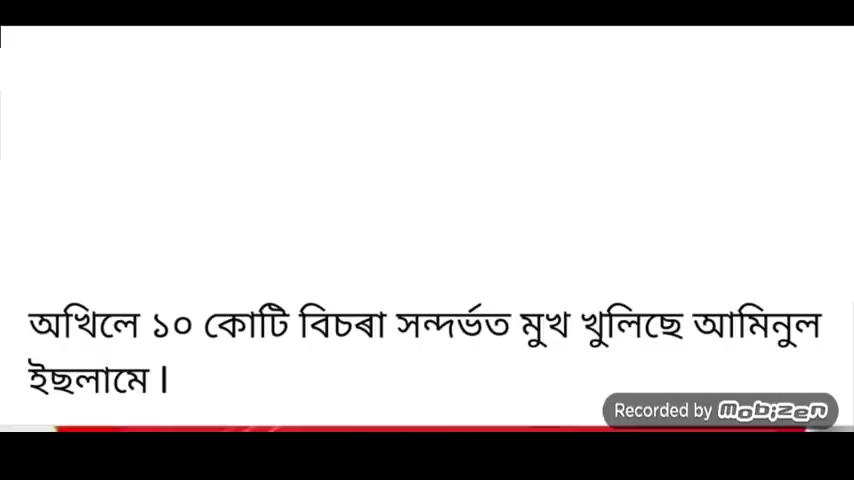 অখিলে ১০ কোটি বিচৰা সন্দৰ্ভত মুখ খুলিছে আমিনুল
ইছলামে।
Recorded by Mobizen